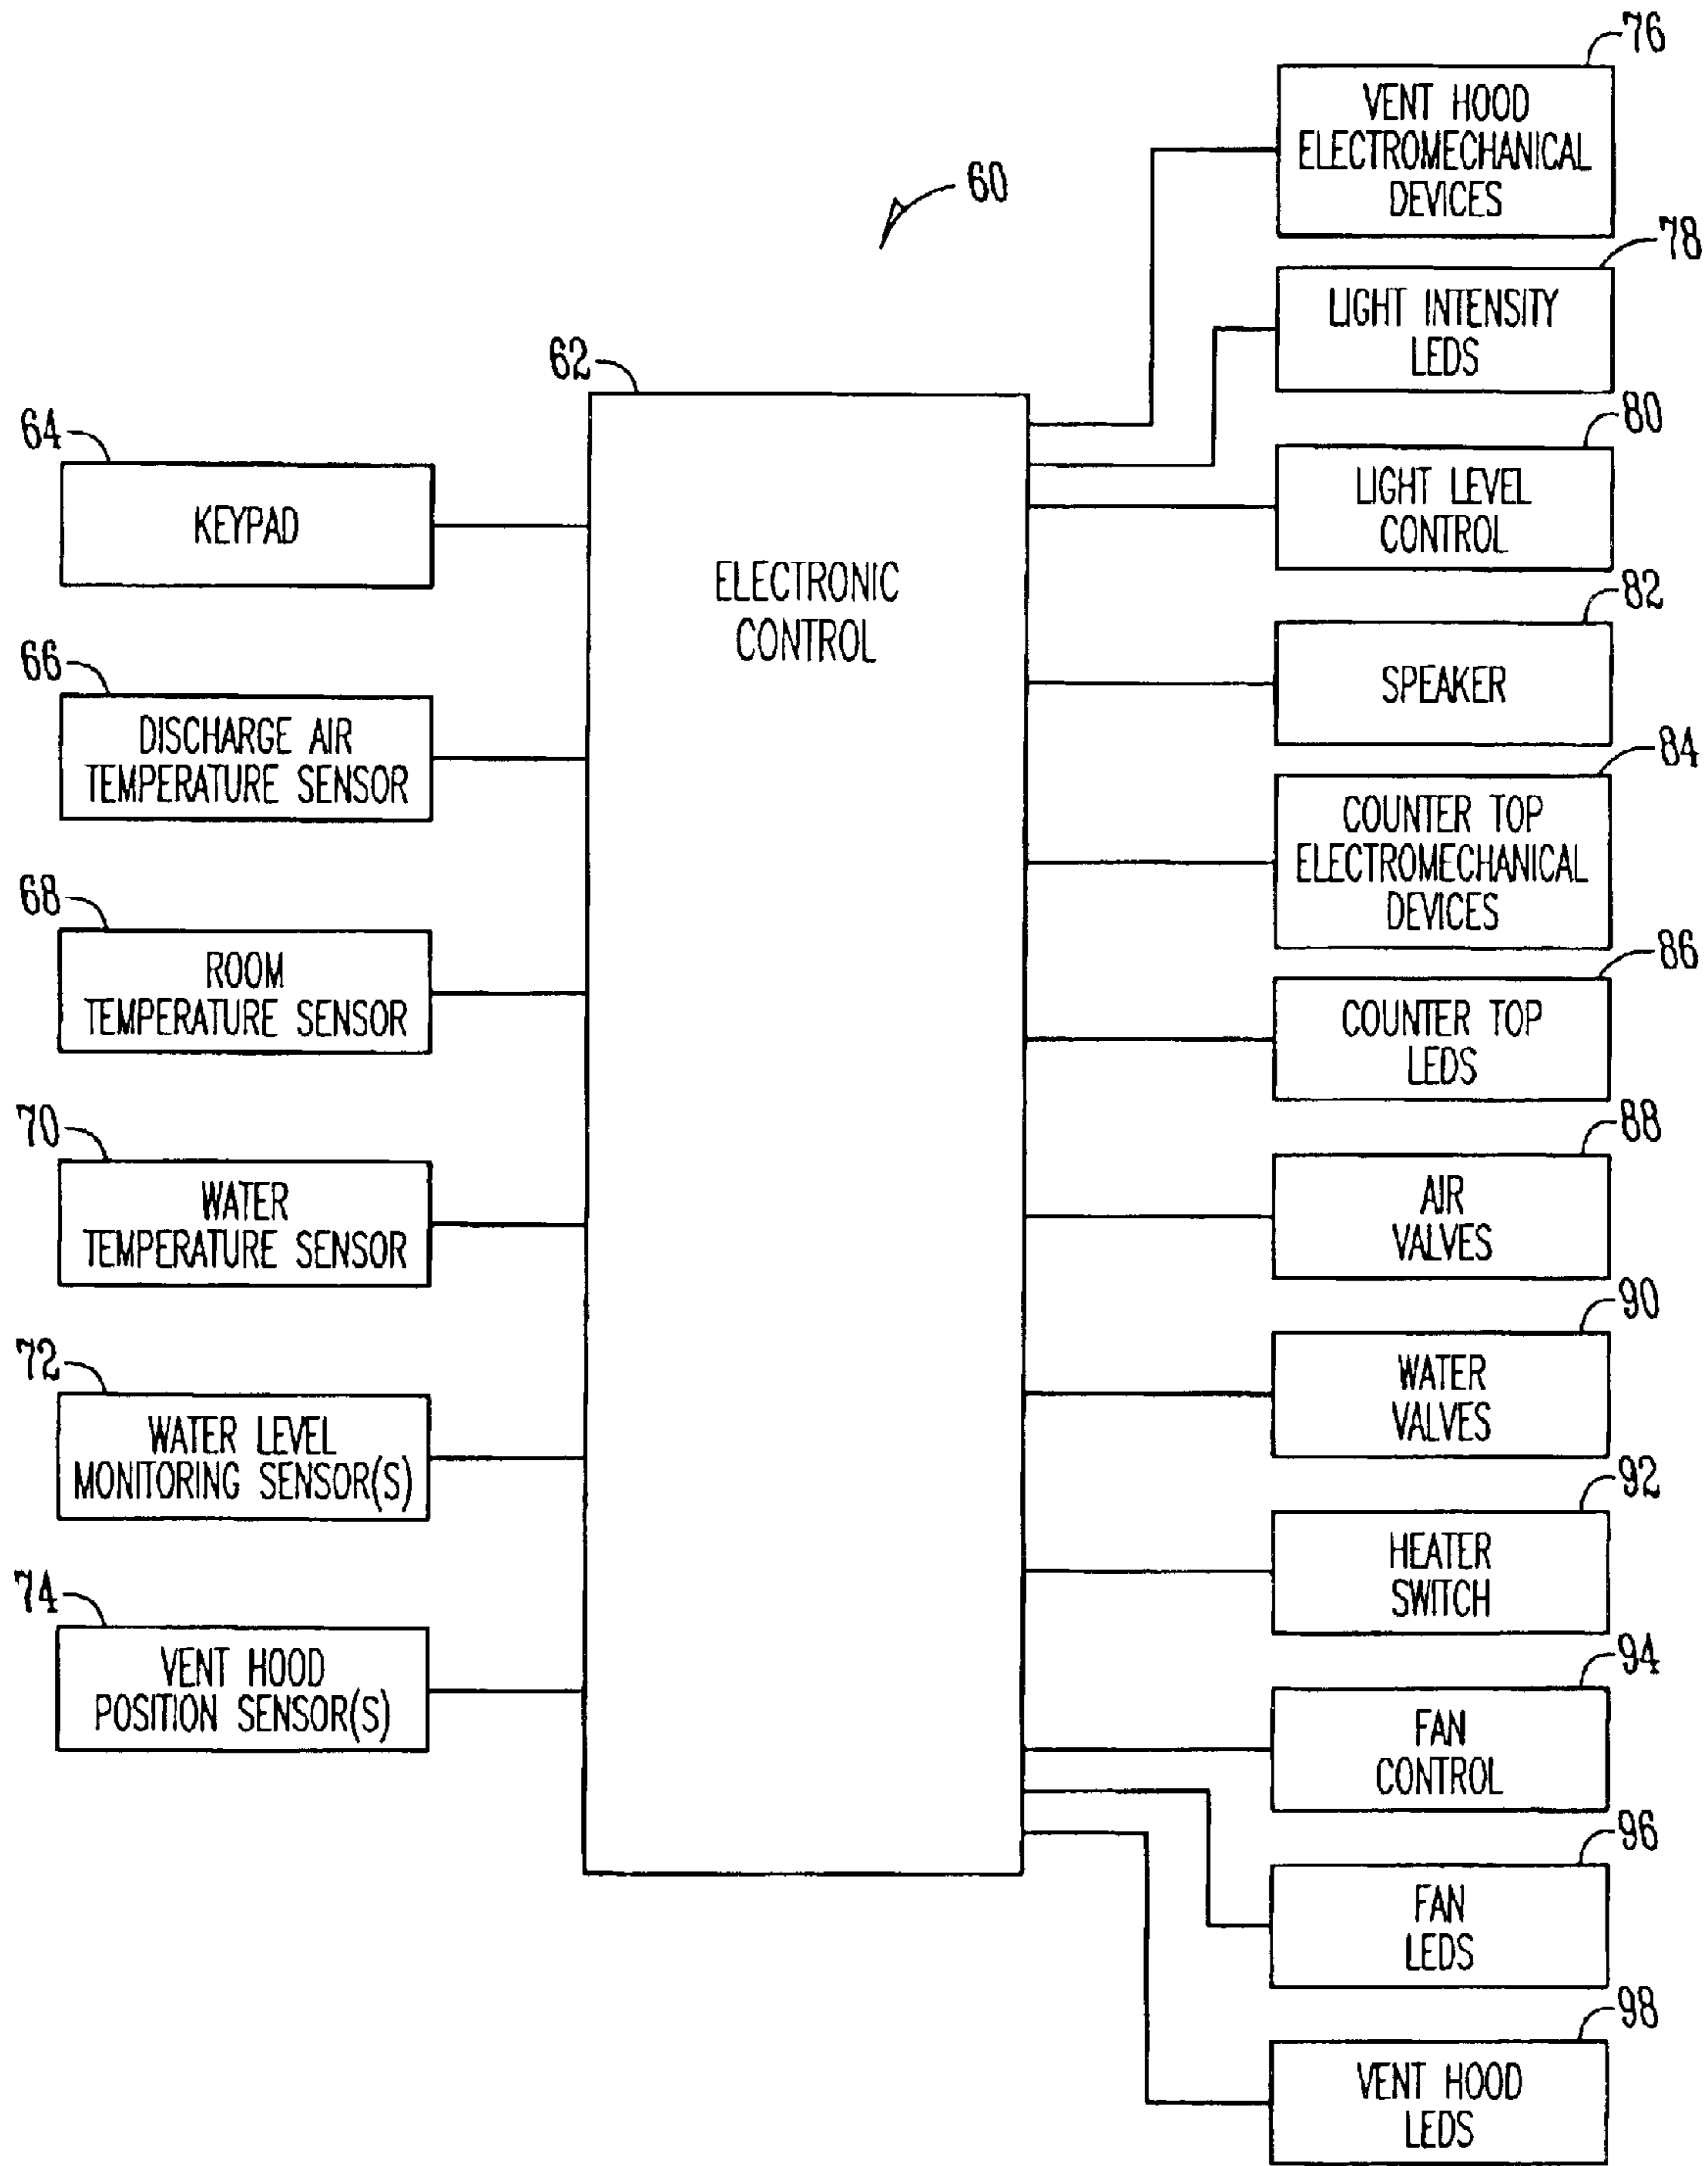 76
VENT HOOD
ELECTROMECHANICAL
DEVICES
60
78
LIGHT INTENSITY
LEDS
62
ELECTRONIC
CONTROL
64
KEYPAD
80
LIGHT LEVEL
CONTROL
82
SPEAKER
66
DISCHARGE AIR
TEMPERATURE SENSOR
84
COUNTER TOP
ELECTROMECHANICAL
DEVICES
68
ROOM
TEMPERATURE SENSOR
86
COUNTER TOP
LEDS
70
WATER
TEMPERATURE SENSOR
88
AIR
VALVES
90
WATER
VALVES
72
WATER LEVEL
MONITORING SENSOR(S)
92
HEATER
SWITCH
74
VENT HOOD
POSITION SENSOR(S)
94
FAN
CONTROL
96
FAN
LEDS
98
VENT HOOD
LEDS